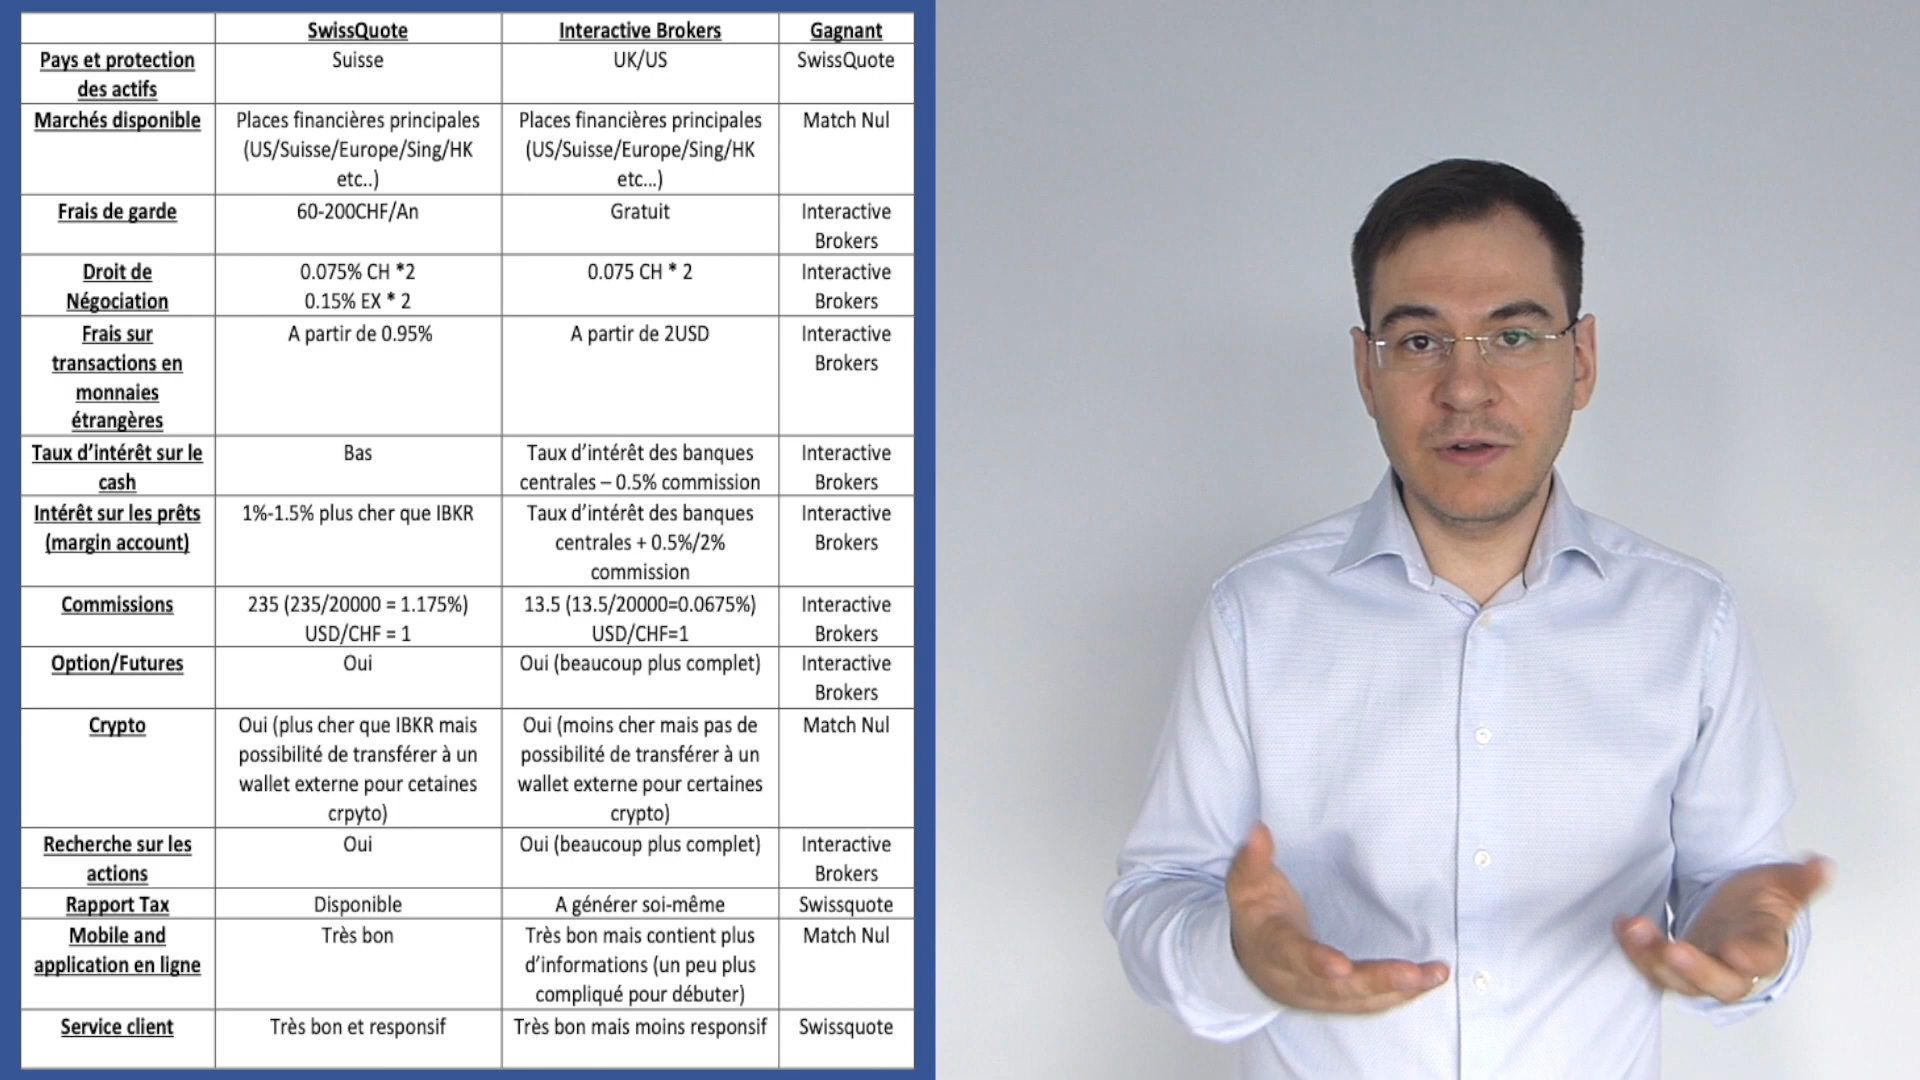 SwissQuote Interactive Brokers Gagnant
Pays et protection
des actifs
Suisse
UK/US
SwissQuote
Marchés disponible
Places financières principales
(US/Suisse/Europe/Sing/HK
etc..)
Places financières principales
(US/Suisse/Europe/Sing/HK
etc...)
Match Nul
Frais de garde
60-200CHF/An
Gratuit
Interactive
Brokers
Droit de
Négociation
0.075% CH *2
0.15% EX * 2
0.075 CH * 2
Interactive
Brokers
Frais sur
transactions en
monnaies
étrangères
A partir de 0.95%
A partir de 2USD
Interactive
Brokers
Taux d’intérêt sur le
cash
Bas
Taux d’intérêt des banques
centrales – 0.5% commission
Interactive
Brokers
Intérêt sur les prêts
(margin account)
1%-1.5% plus cher que IBKR
Taux d’intérêt des banques
centrales + 0.5%/2%
commission
Interactive
Brokers
Commissions
235 (235/20000 = 1.175%)
USD/CHF = 1
13.5 (13.5/20000=0.0675%)
USD/CHF=1
Interactive
Brokers
Option/Futures
Oui
Oui (beaucoup plus complet)
Interactive
Brokers
Crypto
Oui (plus cher que IBKR mais
possibilité de transférer à un
wallet externe pour cetaines
crpyto)
Oui (moins cher mais pas de
possibilité de transférer à un
wallet externe pour certaines
crypto)
Match Nul
Recherche sur les
actions
Oui
Oui (beaucoup plus complet)
Interactive
Brokers
Rapport Tax
Disponible
A générer soi-même
Swissquote
Mobile and
application en ligne
Très bon
Très bon mais contient plus
d’informations (un peu plus
compliqué pour débuter)
Match Nul
Service client
Très bon et responsif
Très bon mais moins responsif
Swissquote